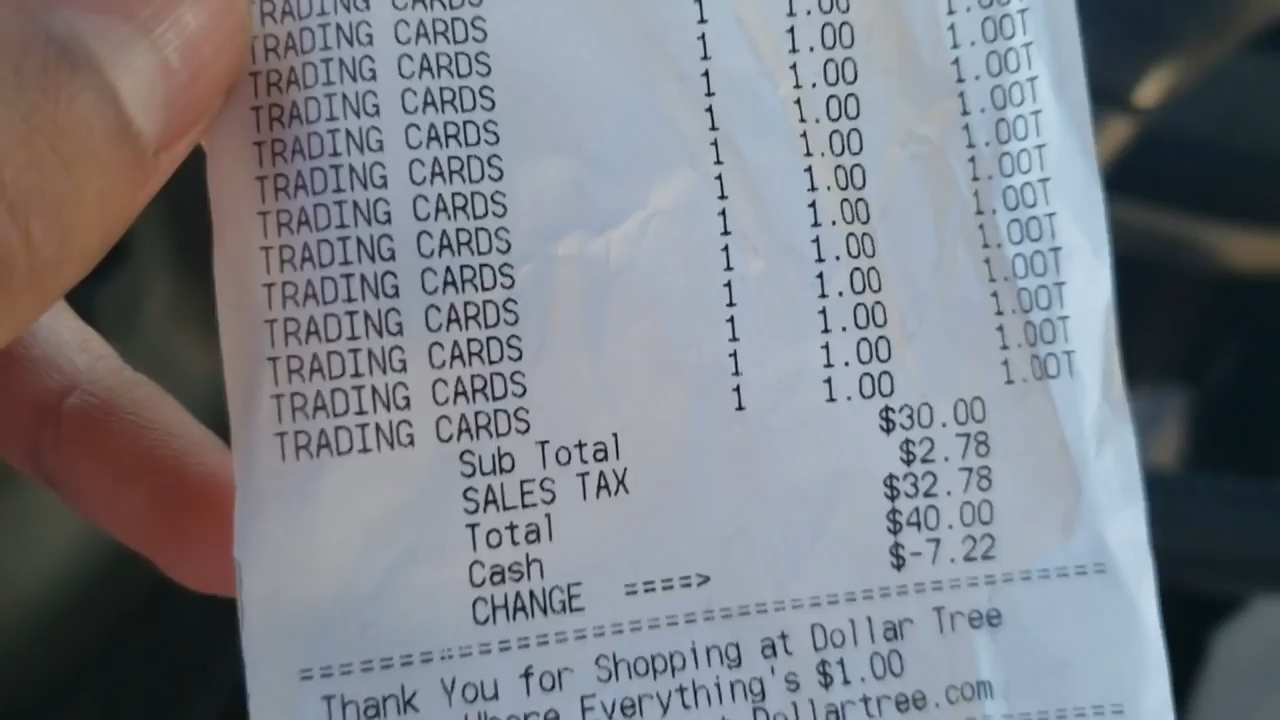 TRADING CARDS
TRADING CARDS 1 1.00 1.00T
TRADING CARDS 1 1.00 1.00T
TRADING CARDS 1 1.00 1.00T
TRADING CARDS 1 1.00 1.00T
TRADING CARDS 1 1.00 1.00T
TRADING CARDS 1 1.00 1.00T
TRADING CARDS 1 1.00 1.00T
TRADING CARDS 1 1.00 1.00T
TRADING CARDS 1 1.00 1.00T
TRADING CARDS 1 1.00 1.00T
TRADING CARDS 1 1.00 1.00T
TRADING CARDS 1 1.00 1.00T
Sub Total $30.00
SALES TAX $2.78
Total $32.78
Cash $40.00
CHANGE ====> $-7.22
Thank You for Shopping at Dollar Tree
Where Everything's $1.00
Dollartree.com